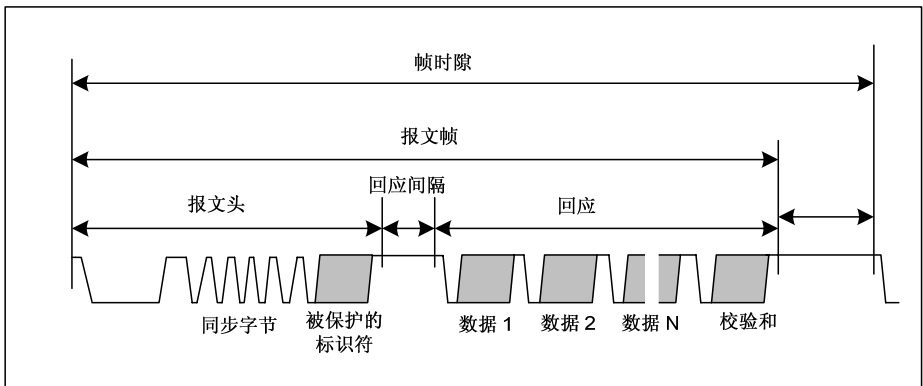 帧时隙
报文帧
回应间隔
报文头
回应
同步字节
被保护的
标识符
数据 1
数据 2
数据 N
校验和